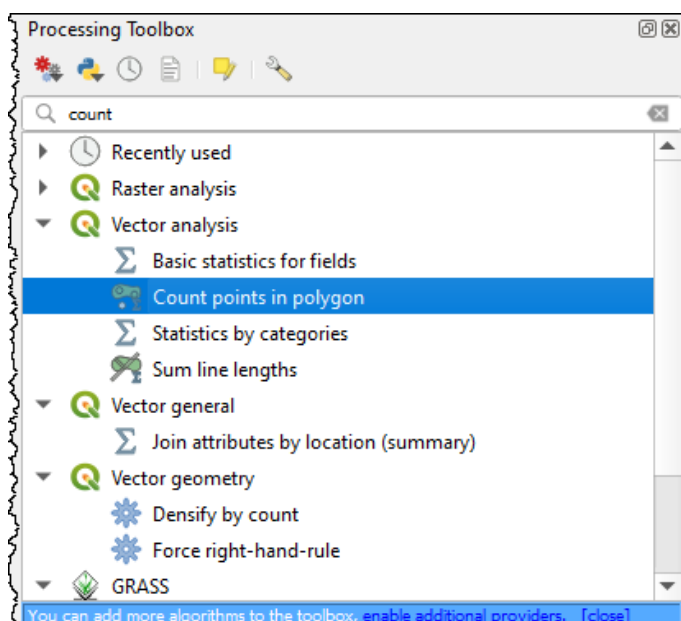 Processing Toolbox
count
Recently used
Raster analysis
Vector analysis
Basic statistics for fields
Count points in polygon
Statistics by categories
Sum line lengths
Vector general
Join attributes by location (summary)
Vector geometry
Densify by count
Force right-hand-rule
GRASS
You can add more algorithms to the toolbox, enable additional providers. [close]